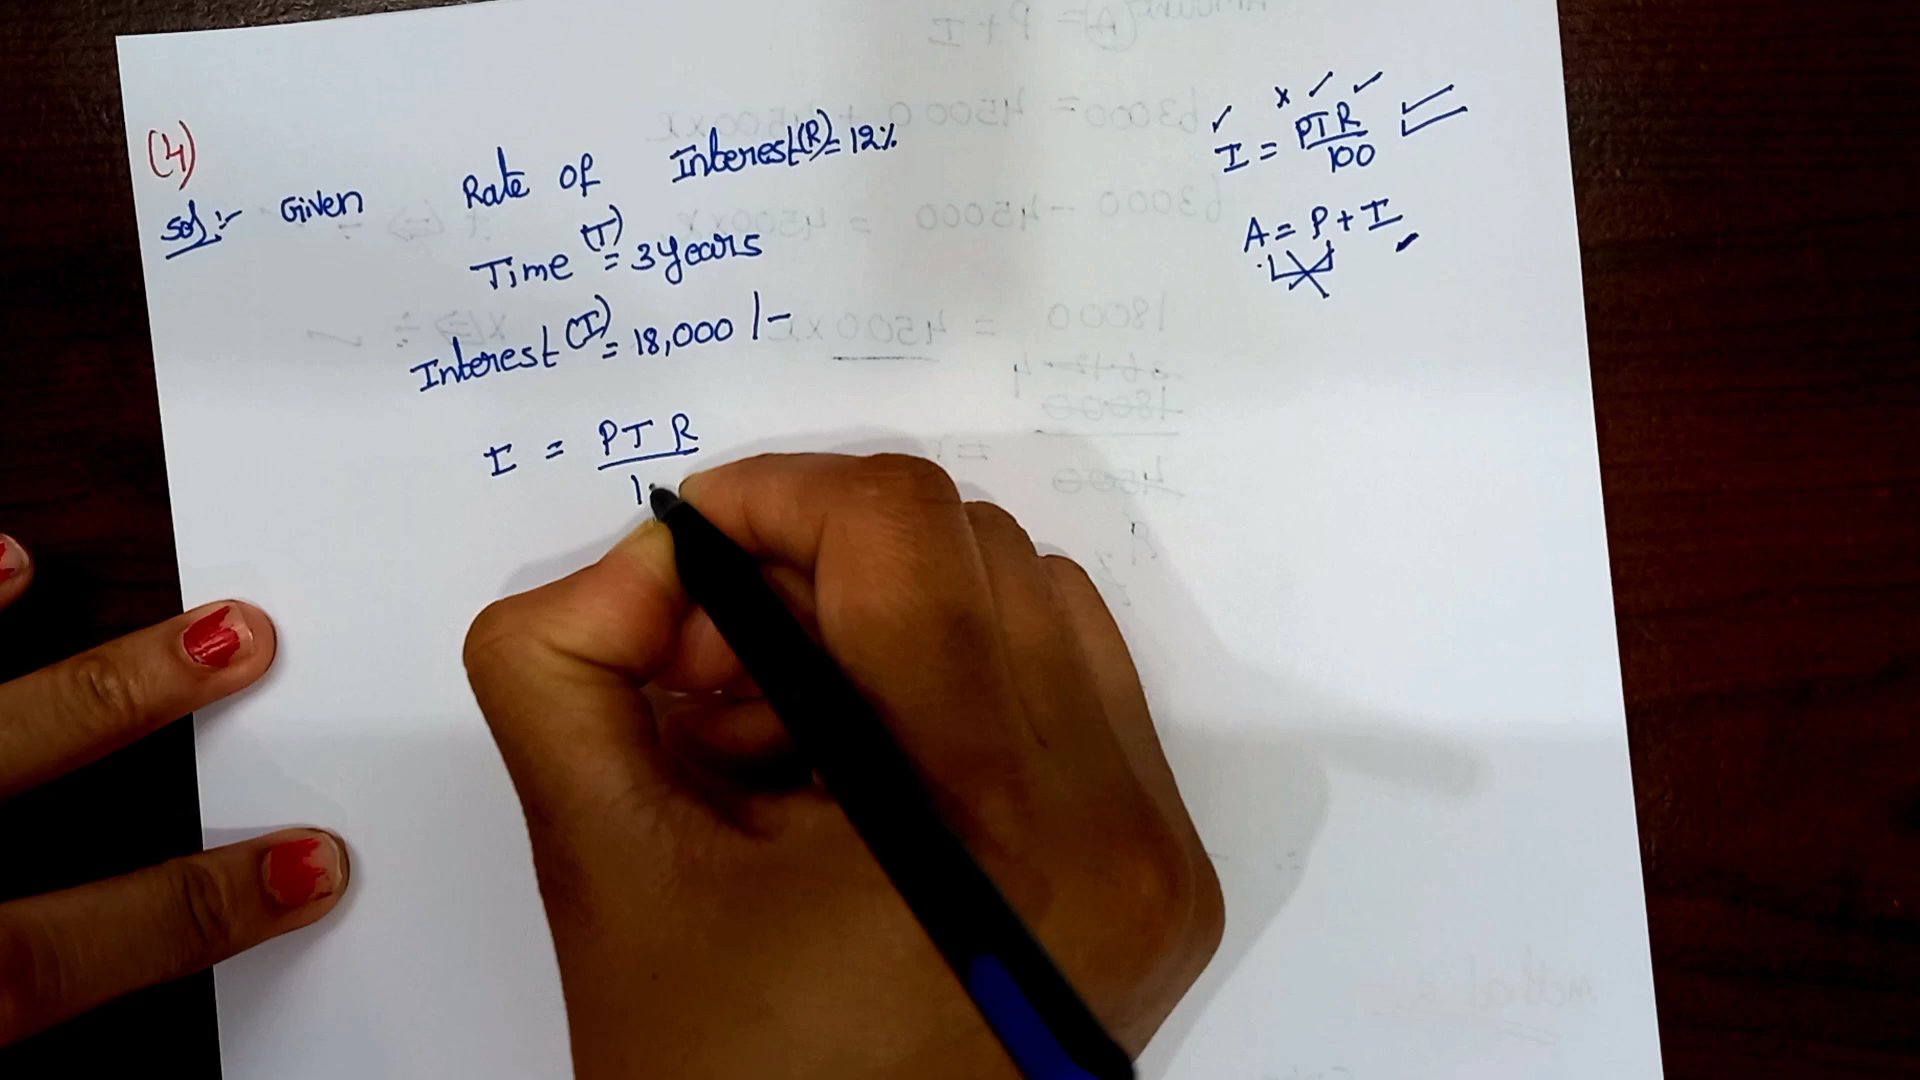 (4)
Sol:- Given Rate of Interest(R) = 12%
Time (T) = 3 years
Interest (I) = 18,000 /-
I = PTR
1
I = PTR
100
A = P + I